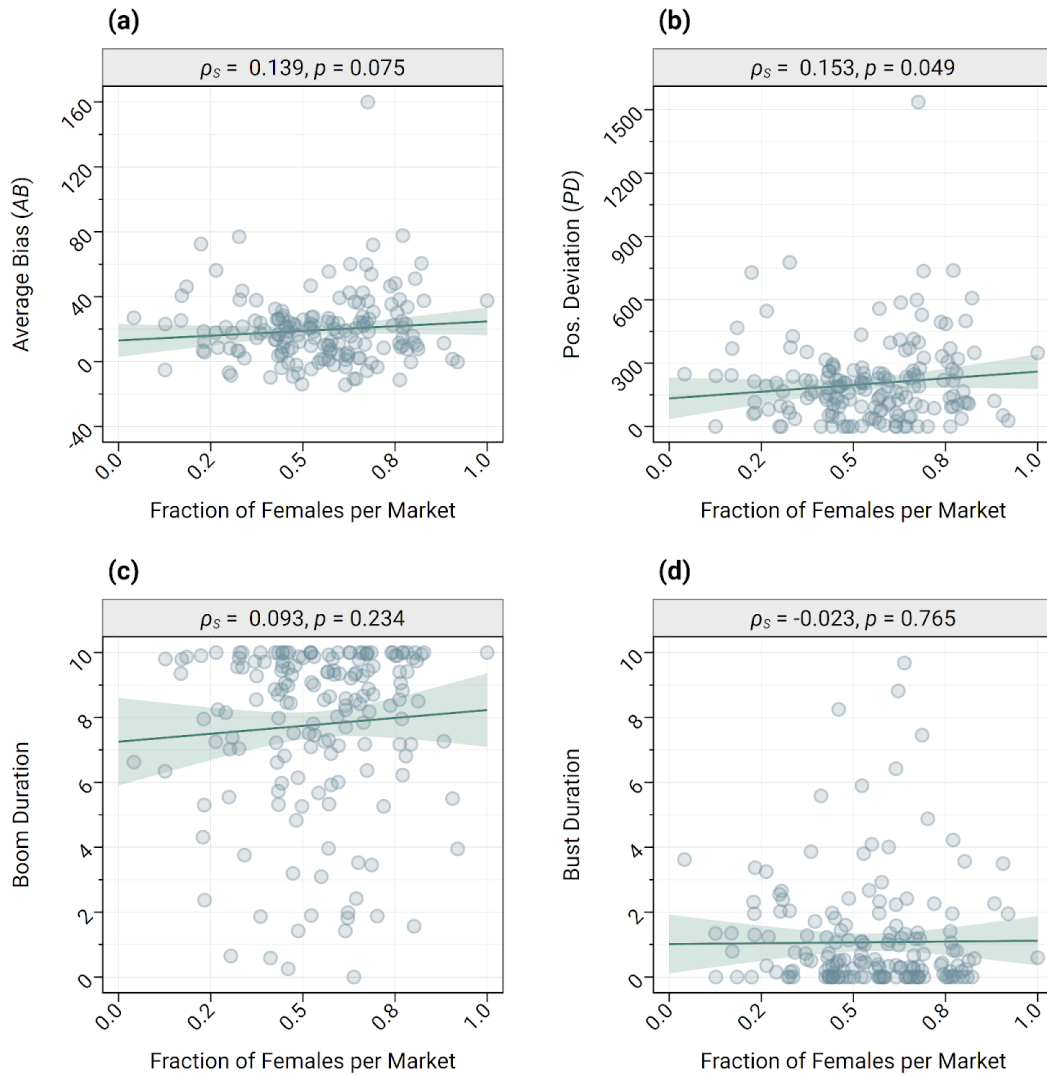 (a)
ρS = 0.139, p = 0.075
Average Bias (AB)
160
120
80
40
0
-40
0.0
0.2
0.5
0.8
1.0
Fraction of Females per Market
(b)
ρS = 0.153, p = 0.049
Pos. Deviation (PD)
1500
1200
900
600
300
0
0.0
0.2
0.5
0.8
1.0
Fraction of Females per Market
(c)
ρS = 0.093, p = 0.234
Boom Duration
10
8
6
4
2
0
0.0
0.2
0.5
0.8
1.0
Fraction of Females per Market
(d)
ρS = -0.023, p = 0.765
Bust Duration
10
8
6
4
2
0
0.0
0.2
0.5
0.8
1.0
Fraction of Females per Market